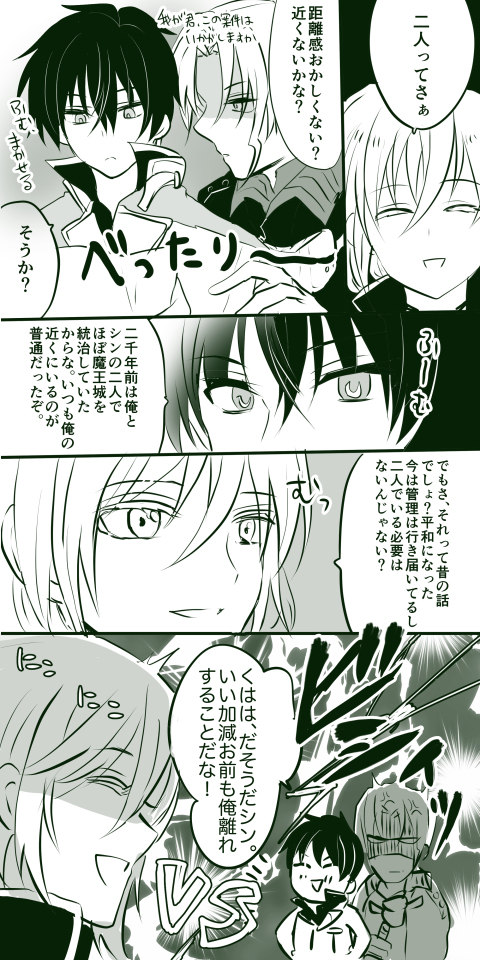 二人ってさぁ
距離感おかしくない？
近くないかな？
我が君、この案件は
いかがしますか
ふむ、
まかせる
べったり
そうか？
ふーむ
二千年前は俺と
シンの二人で
ほぼ魔王城を
統治していた
からな。いつも俺の
近くにいるのが
普通だったぞ。
でもさ、それって昔の話
でしょ？平和になった
今は管理は行き届いてるし
二人でいる必要は
ないんじゃない？
むっ
ビシィッ
くはは、だそうだシン。
いい加減お前も俺離れ
することだな！
にこ
にこ
VS